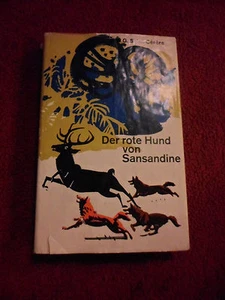 Der rote Hund
von
Sansandine